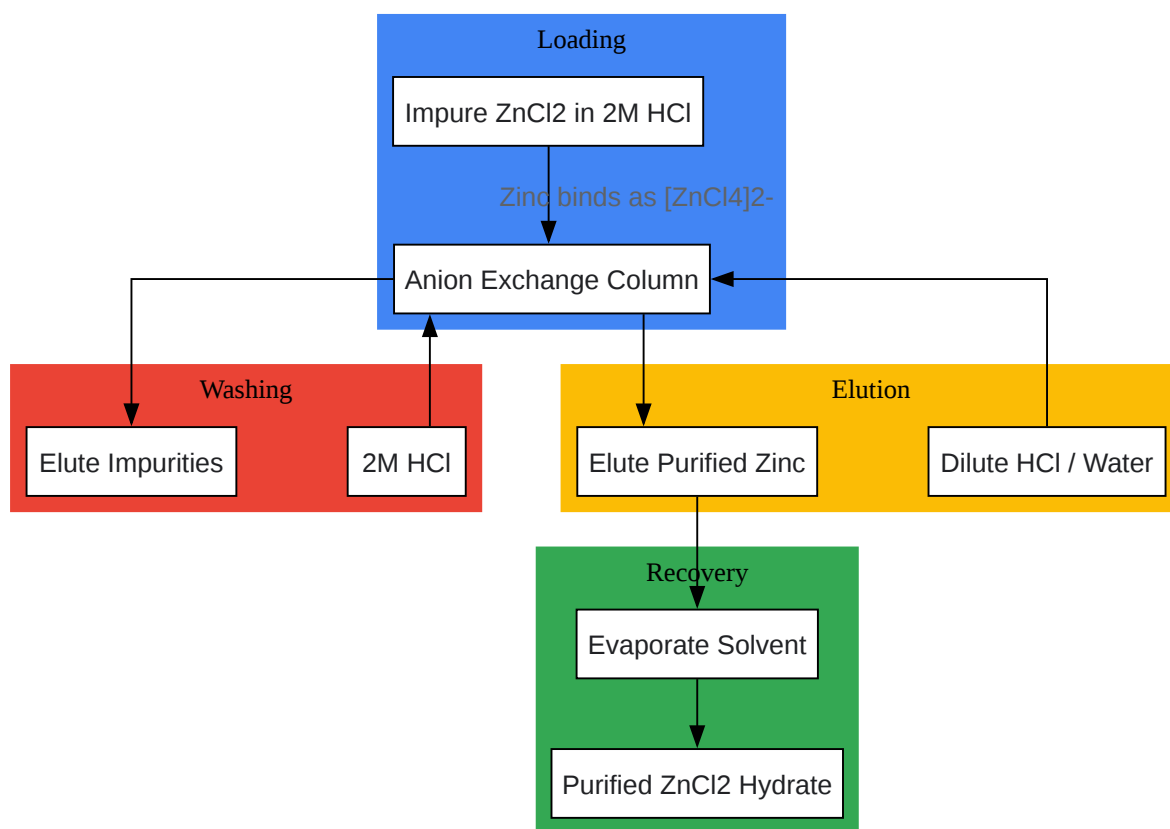 Loading
Impure ZnCl2 in 2M HCl
Zinc binds as [ZnCl4]2-
Anion Exchange Column
Washing
Elute Impurities
2M HCl
Elution
Elute Purified Zinc
Dilute HCl / Water
Recovery
Evaporate Solvent
Purified ZnCl2 Hydrate